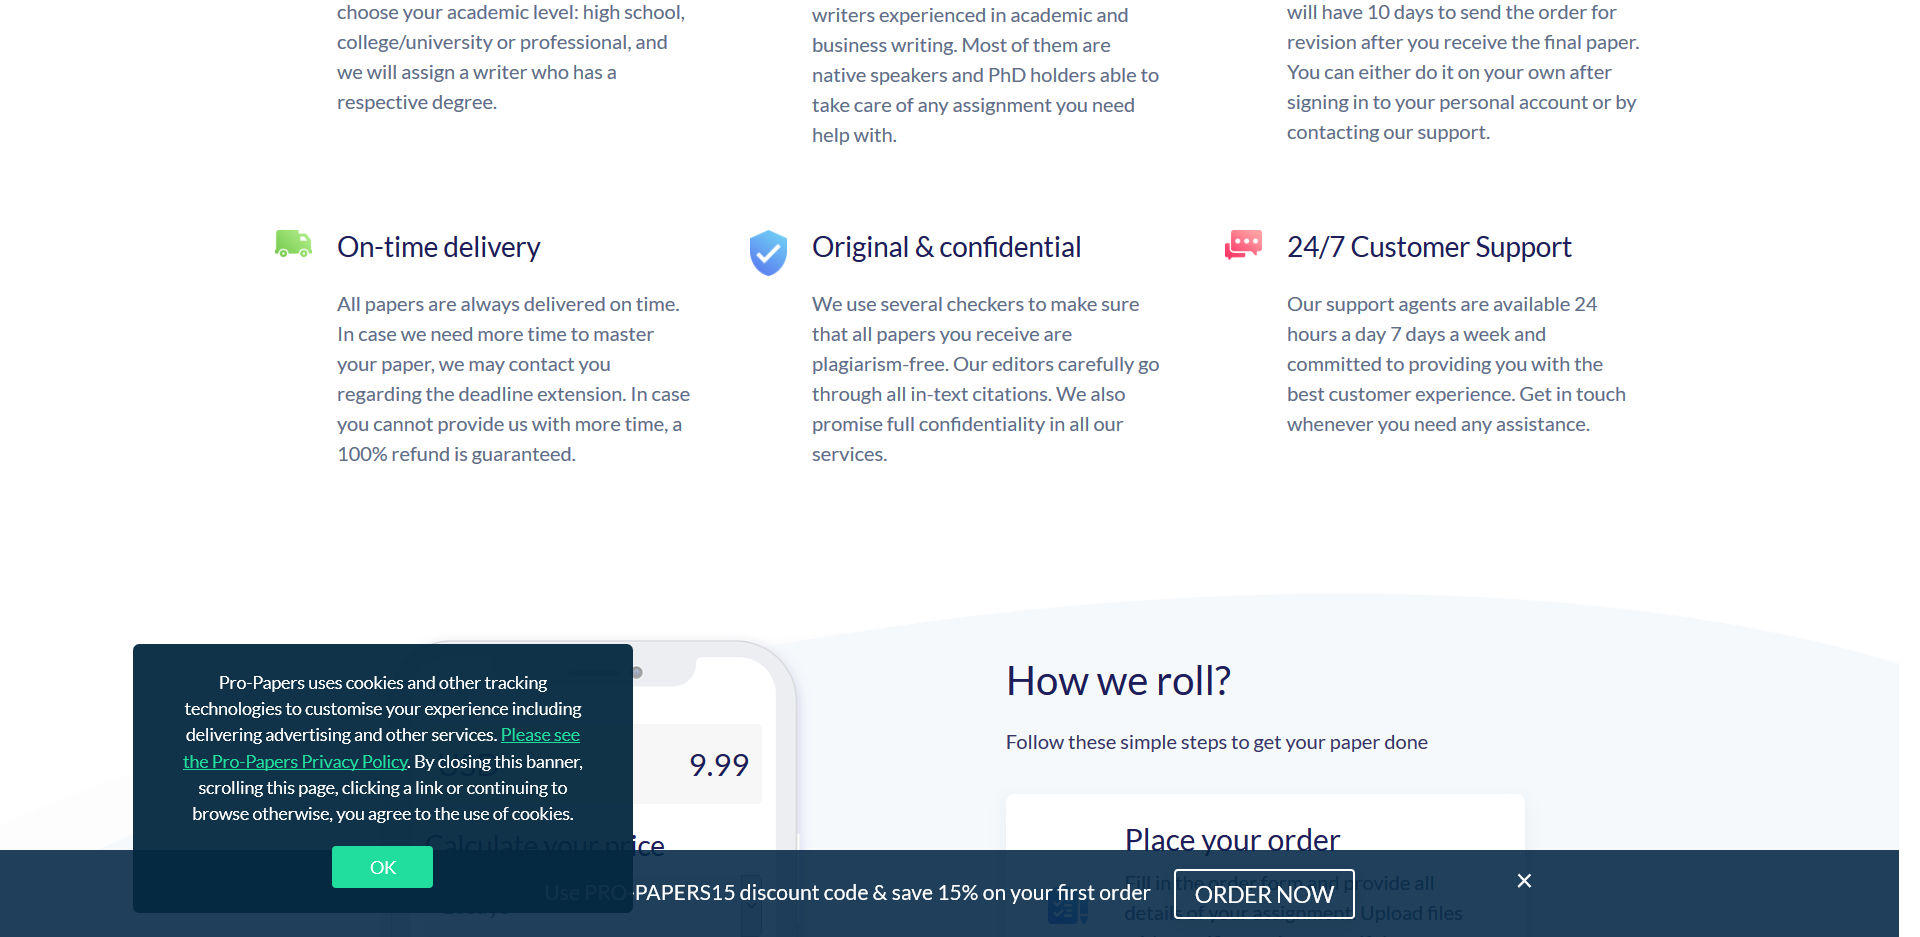 choose your academic level: high school,
college/university or professional, and
we will assign a writer who has a
respective degree.
writers experienced in academic and
business writing. Most of them are
native speakers and PhD holders able to
take care of any assignment you need
help with.
will have 10 days to send the order for
revision after you receive the final paper.
You can either do it on your own after
signing in to your personal account or by
contacting our support.
On-time delivery
All papers are always delivered on time.
In case we need more time to master
your paper, we may contact you
regarding the deadline extension. In case
you cannot provide us with more time, a
100% refund is guaranteed.
Original & confidential
We use several checkers to make sure
that all papers you receive are
plagiarism-free. Our editors carefully go
through all in-text citations. We also
promise full confidentiality in all our
services.
24/7 Customer Support
Our support agents are available 24
hours a day 7 days a week and
committed to providing you with the
best customer experience. Get in touch
whenever you need any assistance.
Pro-Papers uses cookies and other tracking
technologies to customise your experience including
delivering advertising and other services. Please see
the Pro-Papers Privacy Policy. By closing this banner,
scrolling this page, clicking a link or continuing to
browse otherwise, you agree to the use of cookies.
OK
USD
9.99
Calculate your price
How we roll?
Follow these simple steps to get your paper done
Place your order
Fill in the order form and provide all
details of your assignment. Upload files
Use PRO-PAPERS15 discount code & save 15% on your first order
ORDER NOW